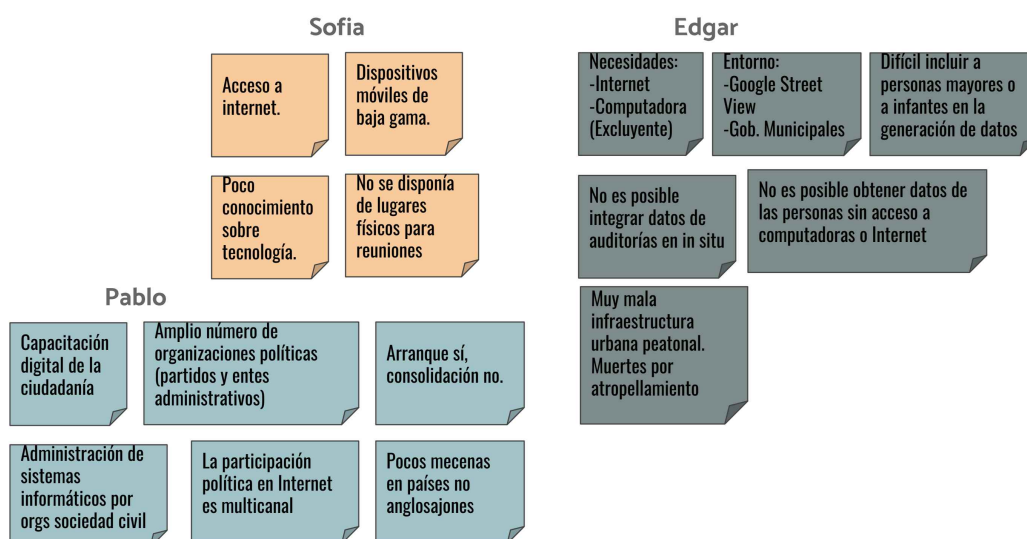 Sofia
Acceso a
internet.
Dispositivos
móviles de
baja gama.
Poco
conocimiento
sobre
tecnología.
No se disponía
de lugares
físicos para
reuniones
Edgar
Necesidades:
-Internet
-Computadora
(Excluyente)
Entorno:
-Google Street
View
-Gob. Municipales
Difícil incluir a
personas mayores o
a infantes en la
generación de datos
No es posible
integrar datos de
auditorías en in situ
No es posible obtener datos de
las personas sin acceso a
computadoras o Internet
Muy mala
infraestructura
urbana peatonal.
Muertes por
atropellamiento
Pablo
Capacitación
digital de la
ciudadanía
Amplio número de
organizaciones políticas
(partidos y entes
administrativos)
Arranque sí,
consolidación no.
Administración de
sistemas
informáticos por
orgs sociedad civil
La participación
política en Internet
es multicanal
Pocos mecenas
en países no
anglosajones